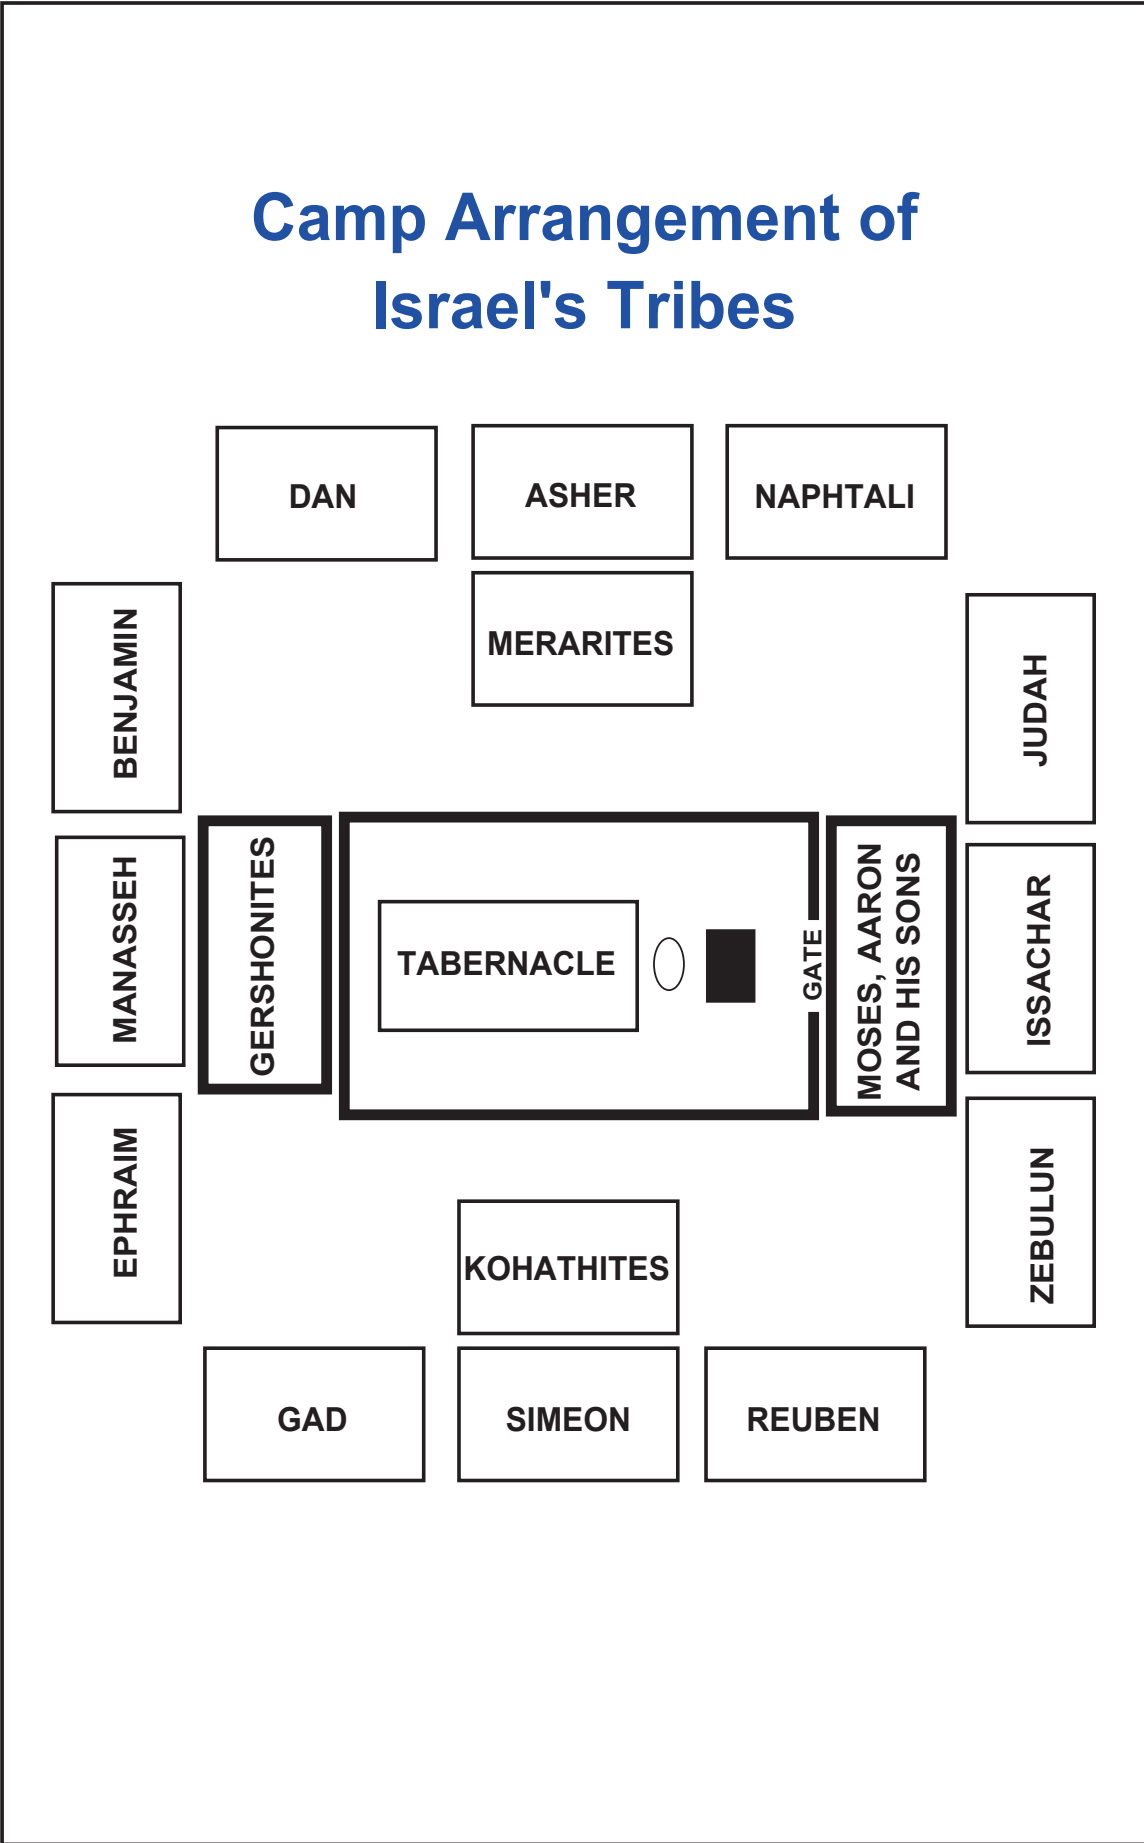 Camp Arrangement of
Israel's Tribes
DAN
ASHER
NAPHTALI
MERARITES
BENJAMIN
MANASSEH
EPHRAIM
GERSHONITES
TABERNACLE
GATE
MOSES, AARON
AND HIS SONS
JUDAH
ISSACHAR
ZEBULUN
KOHATHITES
GAD
SIMEON
REUBEN